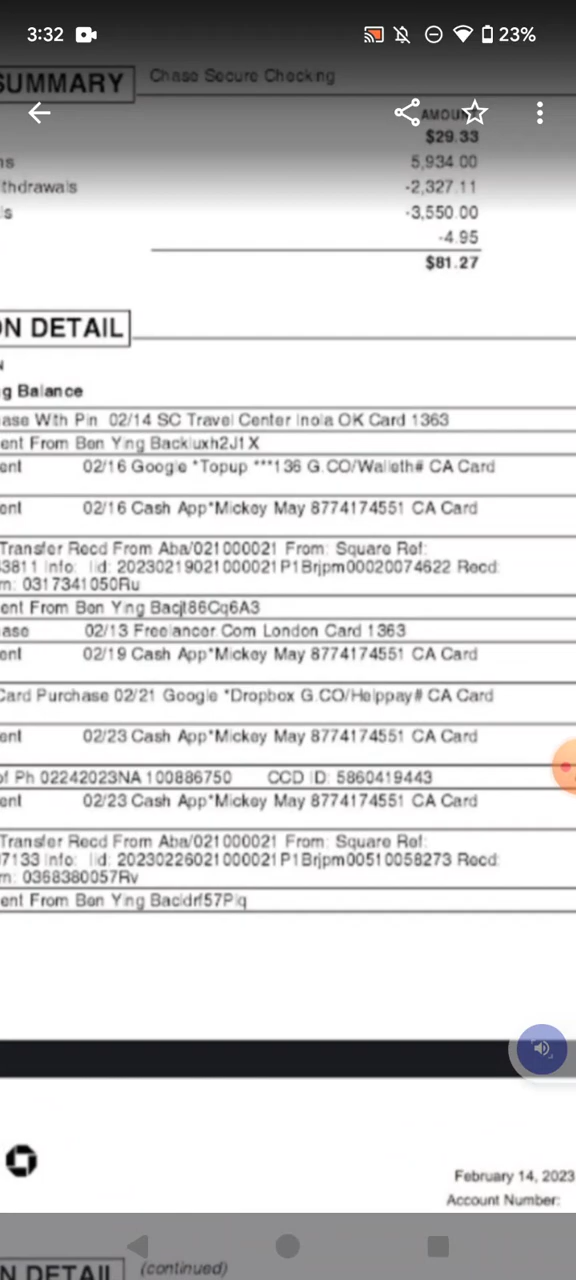 3:32
23%
SUMMARY
Chase Secure Checking
$29.33
ns
5,934.00
thdrawals
-2,327.11
s
-3,550.00
-4.95
$81.27
ON DETAIL
g Balance
ase With Pin 02/14 SC Travel Center Inola OK Card 1363
ent From Ben Ying Backluxh2J1X
ent 02/16 Google *Topup ***136 G.CO/Walleth# CA Card
ent 02/16 Cash App*Mickey May 8774174551 CA Card
Transfer Recd From Aba/021000021 From: Square Ref:
3811 Info: Iid: 20230219021000021P1Brjpm00020074622 Recd:
rn: 0317341050Ru
ent From Ben Ying Bacjt86Cq6A3
ase 02/13 Freelancer.Com London Card 1363
ent 02/19 Cash App*Mickey May 8774174551 CA Card
Card Purchase 02/21 Google *Dropbox G.CO/Helppay# CA Card
ent 02/23 Cash App*Mickey May 8774174551 CA Card
of Ph 02242023NA 100886750 CCD ID: 5860419443
ent 02/23 Cash App*Mickey May 8774174551 CA Card
Transfer Recd From Aba/021000021 From: Square Ref:
7133 Info: Iid: 20230226021000021P1Brjpm00510058273 Recd:
rn: 0368380057Rv
ent From Ben Ying Bacldrf57Piq
February 14, 2023
Account Number:
N DETAIL
(continued)